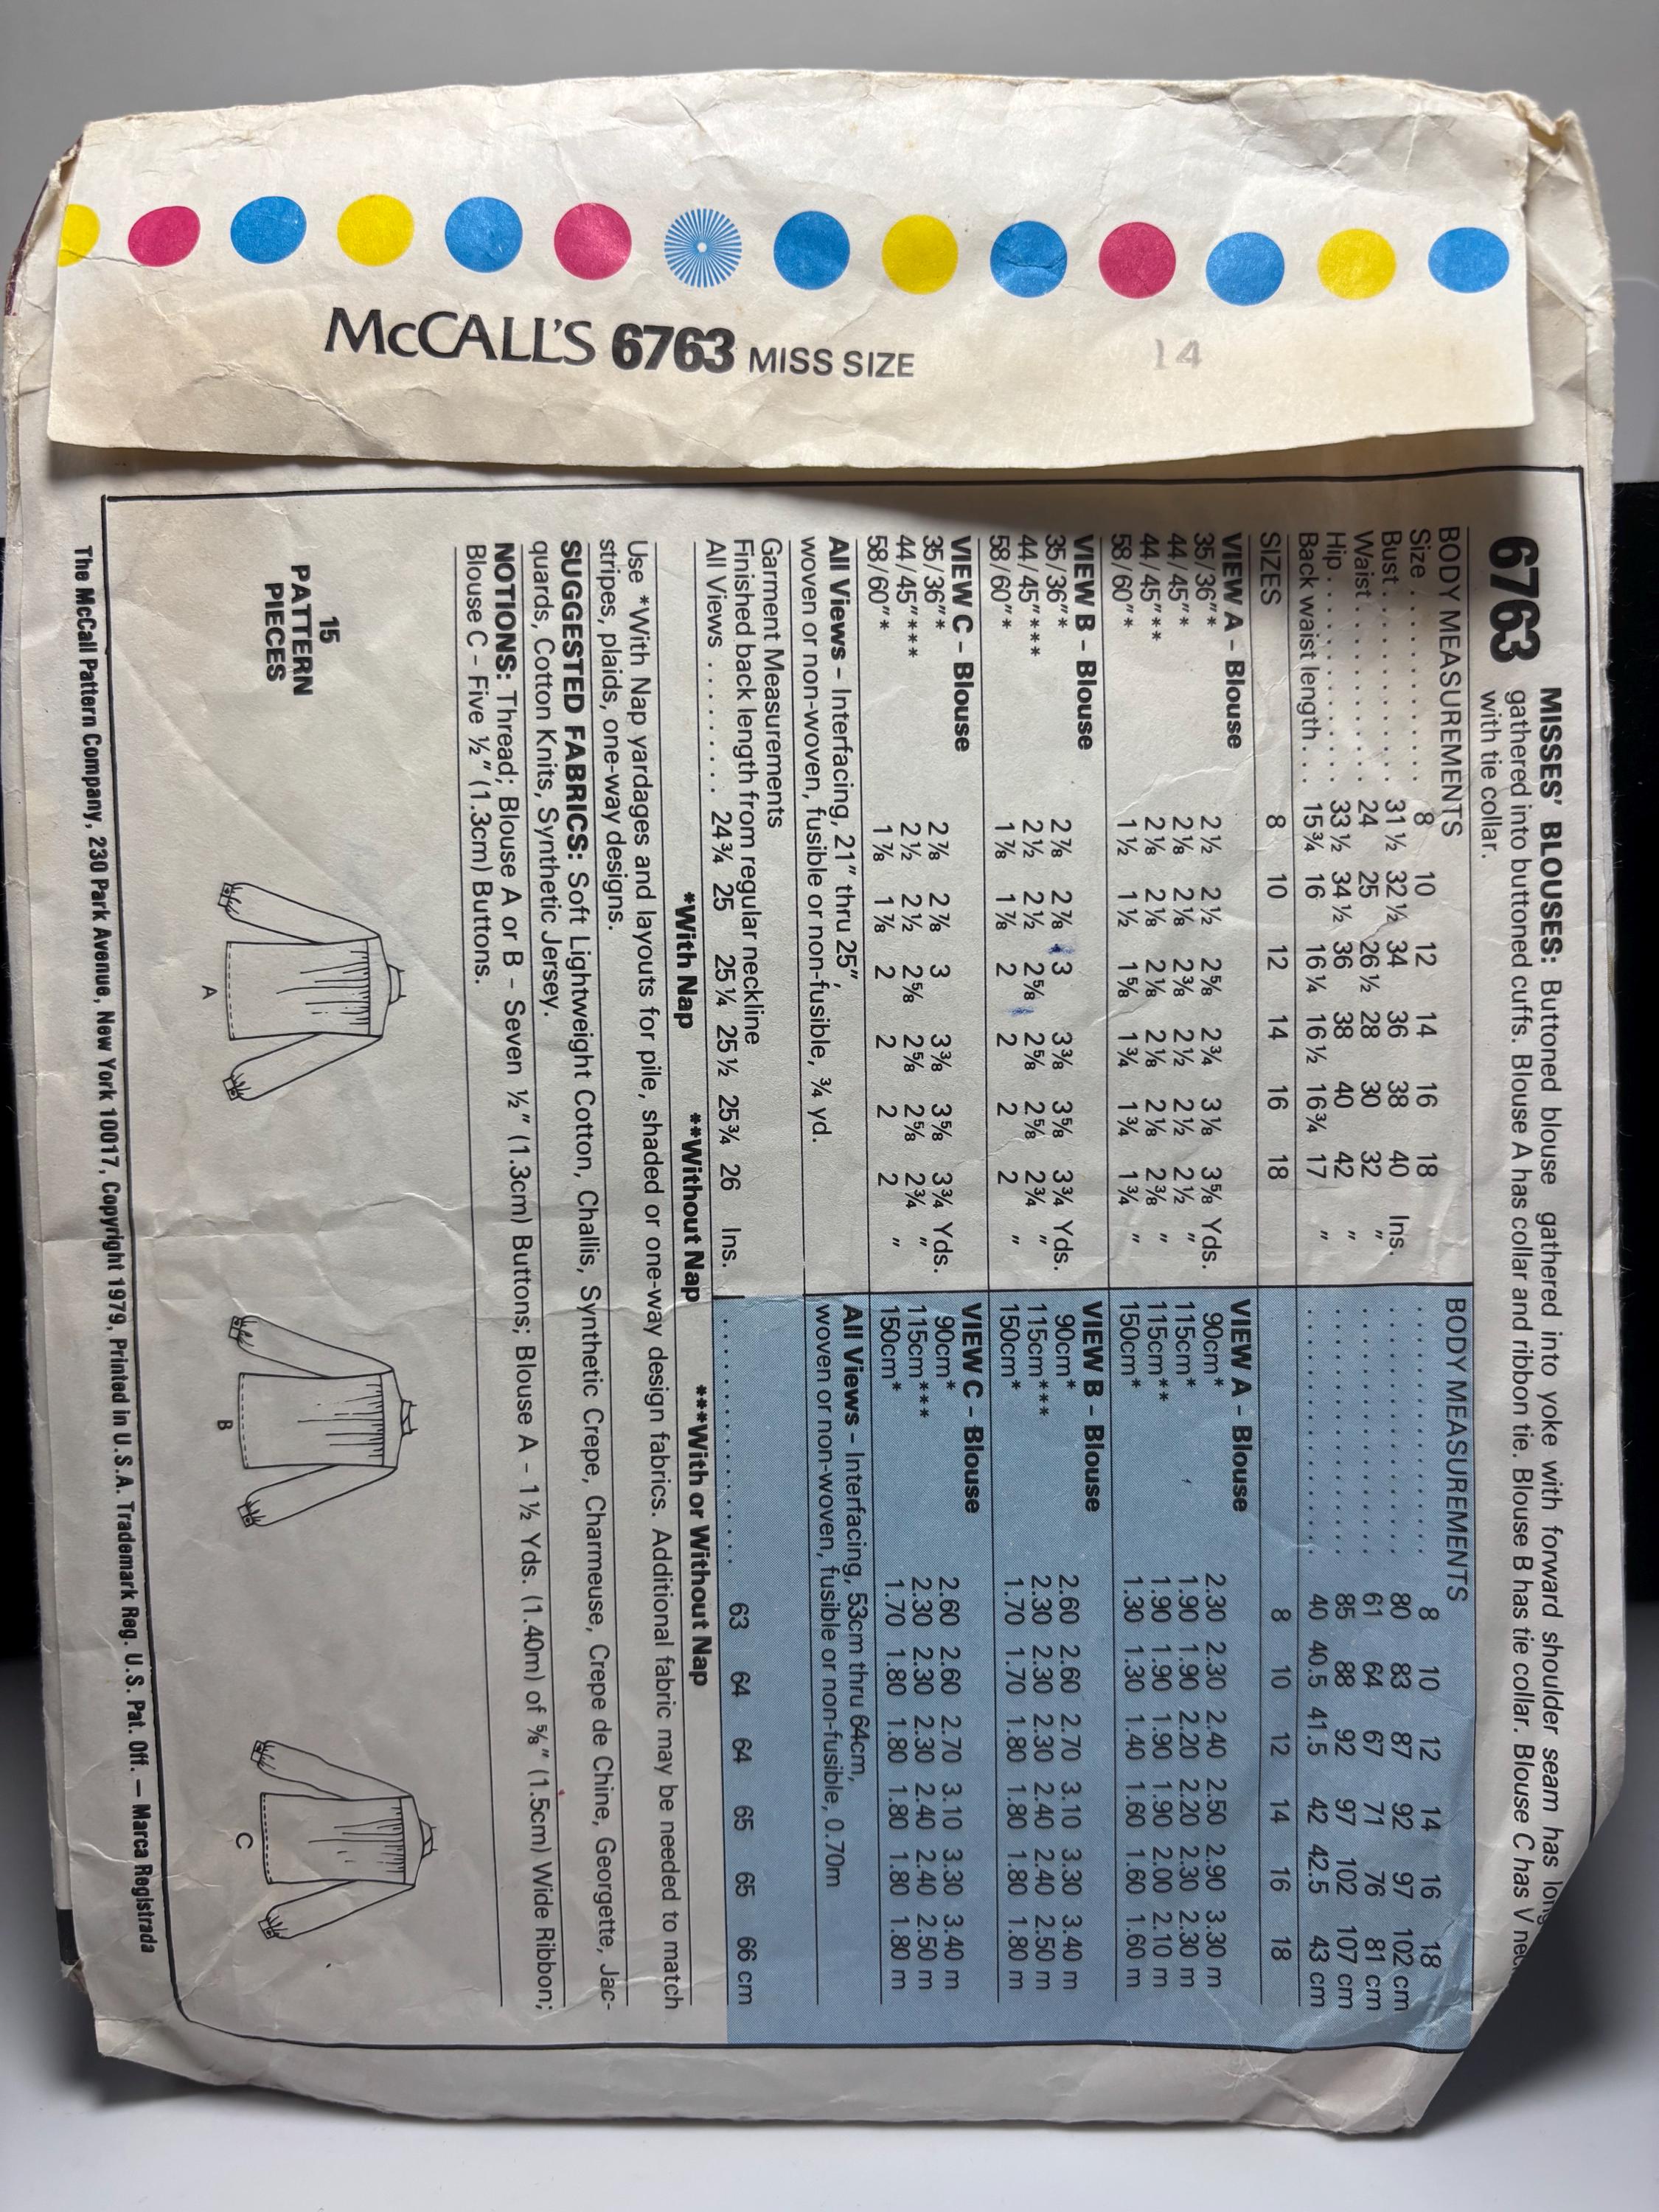 McCALL'S 6763 MISS SIZE 14
6763 MISSES' BLOUSES: Buttoned blouse gathered into yoke with forward shoulder seam has long
gathered into buttoned cuffs. Blouse A has collar and ribbon tie. Blouse B has tie collar. Blouse C has V neck
with tie collar.
BODY MEASUREMENTS
Size . . . . . . . . . 8 10 12 14 16 18
Bust . . . . . . . . . . 31½ 32½ 34 36 38 40 Ins.
Waist . . . . . . . . . 24 25 26½ 28 30 32 "
Hip . . . . . . . . . . . 33½ 34½ 36 38 40 42 "
Back waist length . . . 15¾ 16 16¼ 16½ 16¾ 17 "
SIZES 8 10 12 14 16 18
VIEW A – Blouse
35/36"* 2½ 2½ 2⅝ 2¾ 3⅛ 3⅝ Yds.
44/45"* 2⅛ 2⅛ 2⅜ 2½ 2½ 2½ "
44/45"** 2⅛ 2⅛ 2⅛ 2⅛ 2⅛ 2⅜ "
58/60"* 1½ 1½ 1⅝ 1¾ 1¾ 1¾ "
VIEW B – Blouse
35/36"* 2⅞ 2⅞ 3 3⅜ 3⅝ 3¾ Yds.
44/45"*** 2½ 2½ 2⅝ 2⅝ 2⅝ 2¾ "
58/60"* 1⅞ 1⅞ 2 2 2 2 "
VIEW C – Blouse
35/36"* 2⅞ 2⅞ 3 3⅜ 3⅝ 3¾ Yds.
44/45"*** 2½ 2½ 2⅝ 2⅝ 2⅝ 2¾ "
58/60"* 1⅞ 1⅞ 2 2 2 2 "
All Views – Interfacing, 21" thru 25",
woven or non-woven, fusible or non-fusible, ¾ yd.
Garment Measurements
Finished back length from regular neckline
All Views . . . . . . . . 24¾ 25 25¼ 25½ 25¾ 26 Ins.
BODY MEASUREMENTS
8 10 12 14 16 18
80 83 87 92 97 102 cm
61 64 67 71 76 81 cm
85 88 92 97 102 107 cm
40 40.5 41.5 42 42.5 43 cm
8 10 12 14 16 18
VIEW A – Blouse
90cm* 2.30 2.30 2.40 2.50 2.90 3.30 m
115cm* 1.90 1.90 2.20 2.20 2.30 2.30 m
115cm** 1.90 1.90 1.90 1.90 2.00 2.10 m
150cm* 1.30 1.30 1.40 1.60 1.60 1.60 m
VIEW B – Blouse
90cm* 2.60 2.60 2.70 3.10 3.30 3.40 m
115cm*** 2.30 2.30 2.30 2.40 2.40 2.50 m
150cm* 1.70 1.70 1.80 1.80 1.80 1.80 m
VIEW C – Blouse
90cm* 2.60 2.60 2.70 3.10 3.30 3.40 m
115cm*** 2.30 2.30 2.30 2.40 2.40 2.50 m
150cm* 1.70 1.80 1.80 1.80 1.80 1.80 m
All Views – Interfacing, 53cm thru 64cm,
woven or non-woven, fusible or non-fusible, 0.70m
63 64 64 65 65 66 cm
*With Nap **Without Nap ***With or Without Nap
Use *With Nap yardages and layouts for pile, shaded or one-way design fabrics. Additional fabric may be needed to match
stripes, plaids, one-way designs.
SUGGESTED FABRICS: Soft Lightweight Cotton, Challis, Synthetic Crepe, Charmeuse, Crepe de Chine, Georgette, Jac-
quards, Cotton Knits, Synthetic Jersey.
NOTIONS: Thread; Blouse A or B – Seven ½" (1.3cm) Buttons; Blouse A – 1½ Yds. (1.40m) of ⅝" (1.5cm) Wide Ribbon;
Blouse C – Five ½" (1.3cm) Buttons.
15
PATTERN
PIECES
A
B
C
The McCall Pattern Company, 230 Park Avenue, New York 10017, Copyright 1979, Printed in U.S.A. Trademark Reg. U.S. Pat. Off. — Marca Registrada